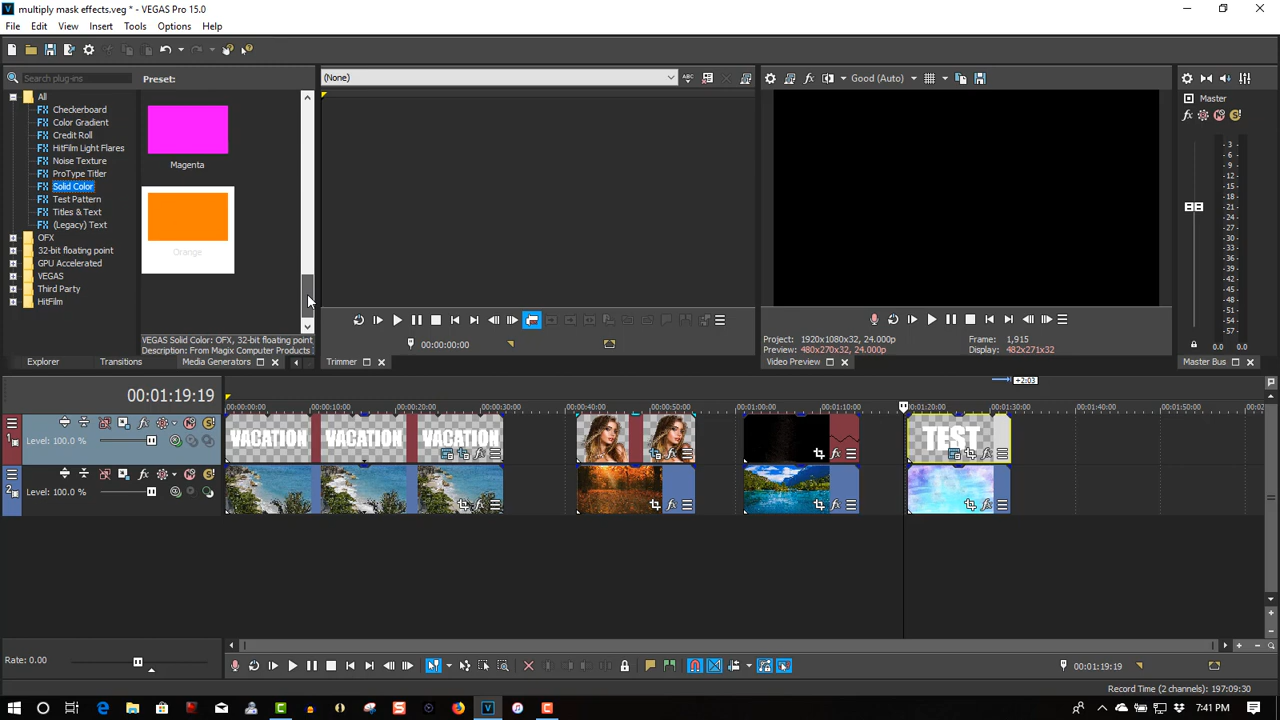 multiply mask effects.veg * - VEGAS Pro 15.0
File Edit View Insert Tools Options Help
Search plug-ins
Preset:
(None)
Good (Auto)
All
Checkerboard
Color Gradient
Credit Roll
HitFilm Light Flares
Noise Texture
ProType Titler
Solid Color
Test Pattern
Titles & Text
(Legacy) Text
OFX
32-bit floating point
GPU Accelerated
VEGAS
Third Party
HitFilm
Magenta
Orange
VEGAS Solid Color: OFX, 32-bit floating point
Description: From Magix Computer Products
Explorer Transitions Media Generators
00:00:00:00
Trimmer
Project: 1920x1080x32, 24.000p
Preview: 480x270x32, 24.000p
Frame: 1,915
Display: 482x271x32
Video Preview
Master
-3
-6
-9
-12
-15
-18
-21
-24
-27
-30
-33
-36
-39
-42
-45
-48
-51
-54
-57
Master Bus
00:01:19:19
+2:03
00:00:00:00 00:00:10:00 00:00:20:00 00:00:30:00 00:00:40:00 00:00:50:00 00:01:00:00 00:01:10:00 00:01:20:00 00:01:30:00 00:01:40:00 00:01:50:00
1
Level: 100.0 %
VACATION VACATION VACATION
TEST
2
Level: 100.0 %
Rate: 0.00
00:01:19:19
Record Time (2 channels): 197:09:30
7:41 PM